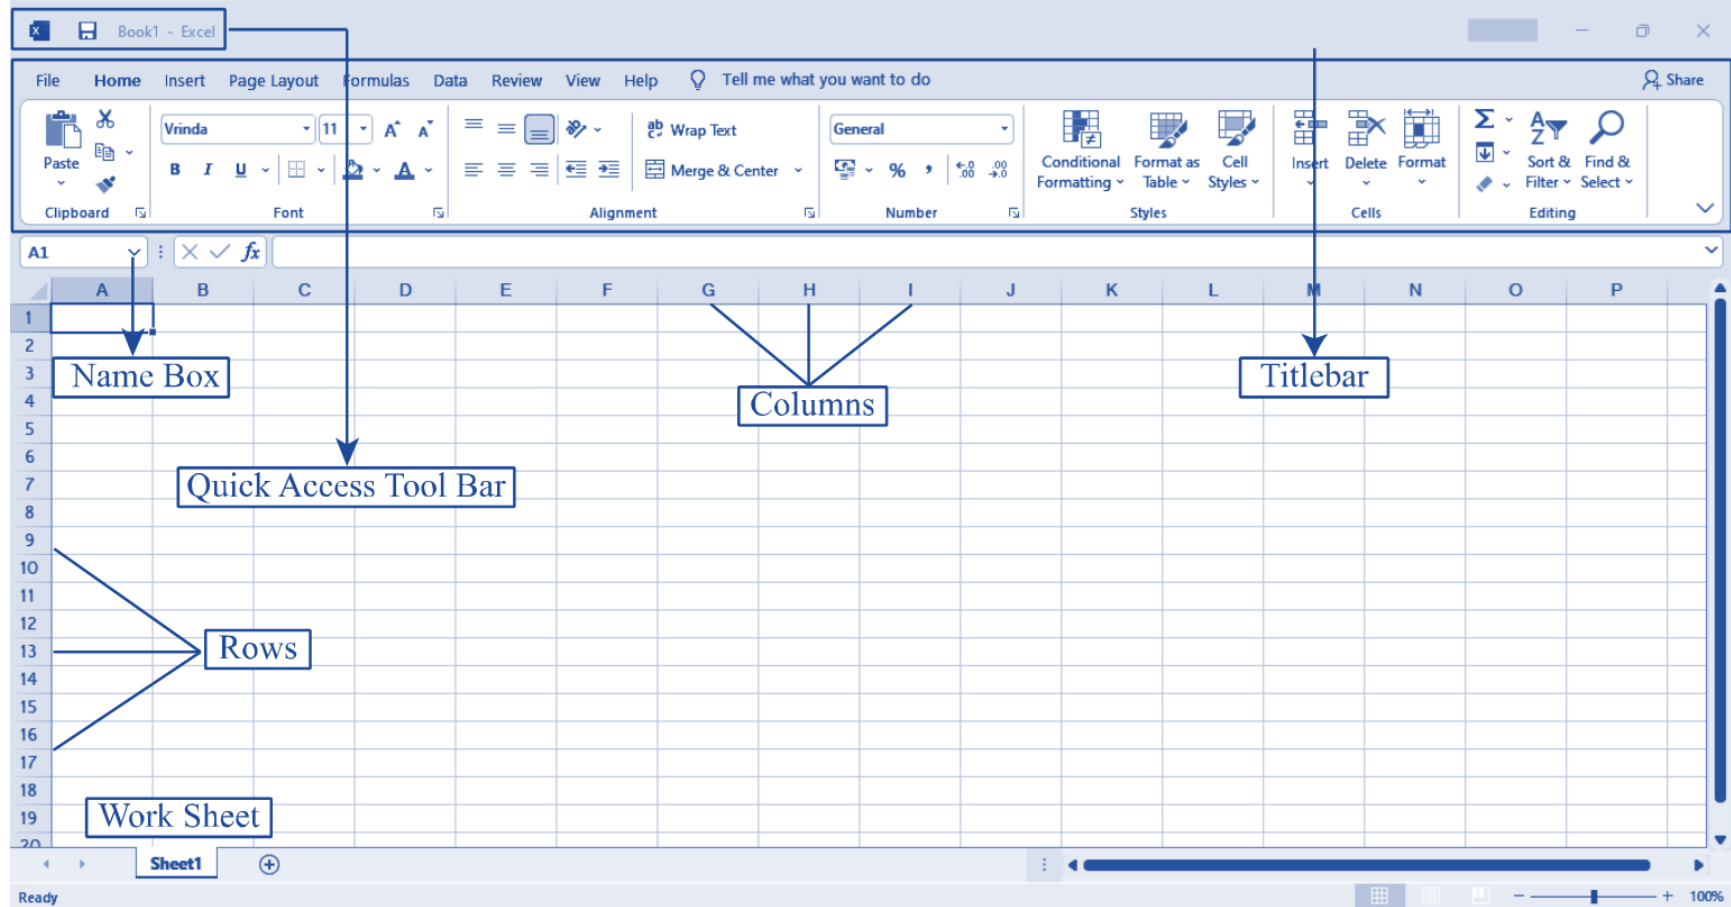 Book1 - Excel
File Home Insert Page Layout Formulas Data Review View Help Tell me what you want to do Share
Vrinda 11 A A ab Wrap Text General
Paste B I U A Merge & Center % , Conditional Formatting Format as Table Cell Styles Insert Delete Format Sort & Filter Find & Select
Clipboard Font Alignment Number Styles Cells Editing
A1 fx
A B C D E F G H I J K L M N O P
1
2
3 Name Box Titlebar
4 Columns
5
6
7 Quick Access Tool Bar
8
9
10
11
12
13 Rows
14
15
16
17
18
19 Work Sheet
20
Sheet1
Ready 100%